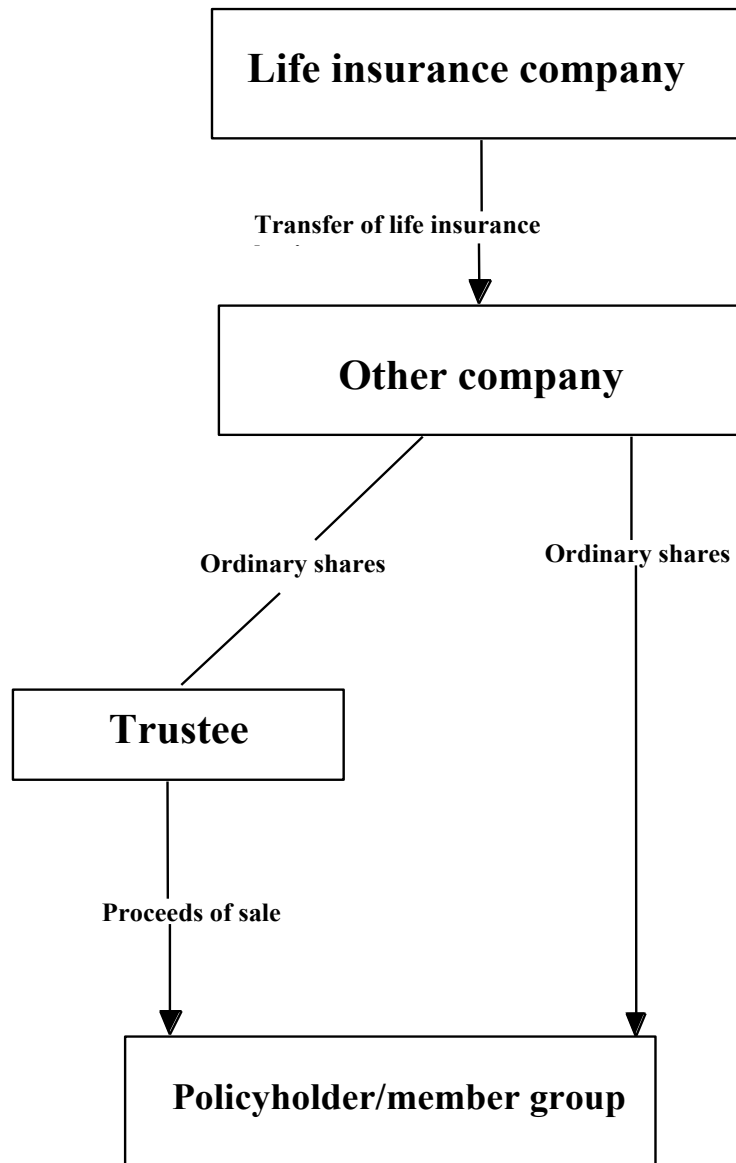 Life insurance company
Transfer of life insurance
Other company
Ordinary shares
Ordinary shares
Trustee
Proceeds of sale
Policyholder/member group